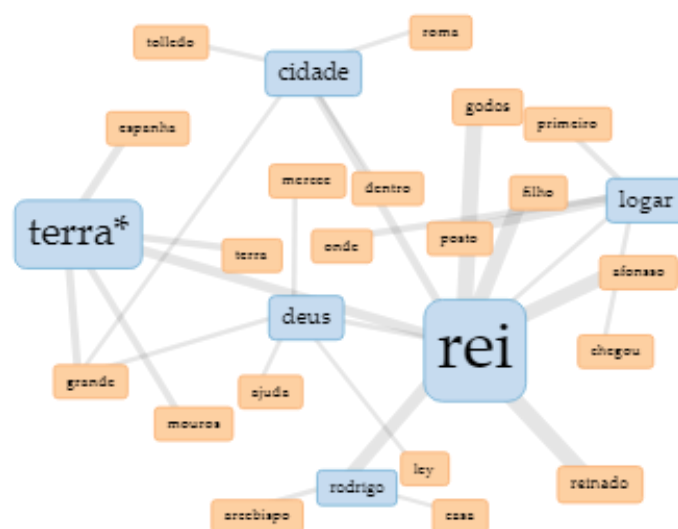 roma
tolledo
cidade
godos
primeiro
espanha
mercee
dentro
filho
logar
terra*
onde
posto
terra
afonso
deus
rei
chegou
grande
ajuda
mouros
ley
reinado
rodrigo
arcebispo
casa